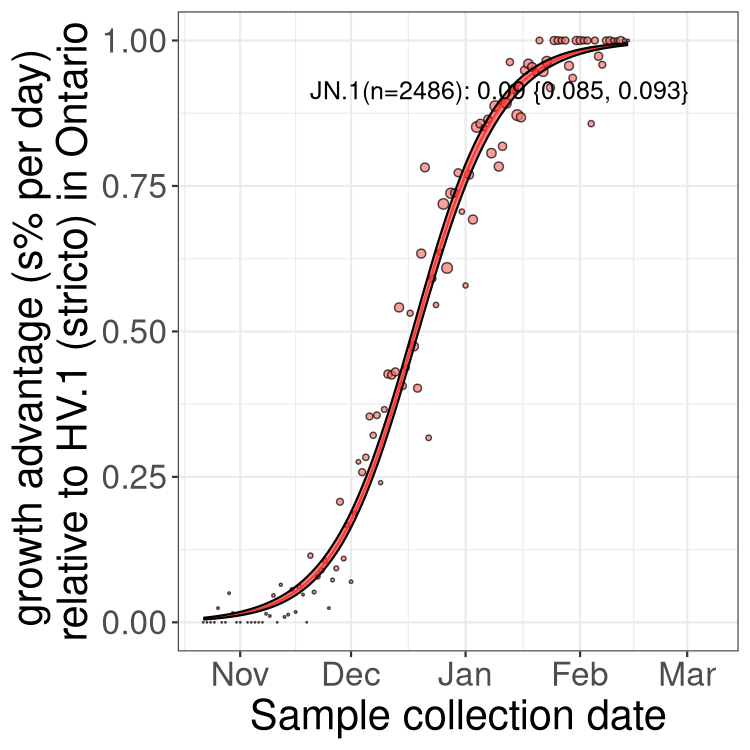 growth advantage (s% per day)
relative to HV.1 (stricto) in Ontario
1.00
0.75
0.50
0.25
0.00
JN.1(n=2486): 0.09 {0.085, 0.093}
Nov Dec Jan Feb Mar
Sample collection date